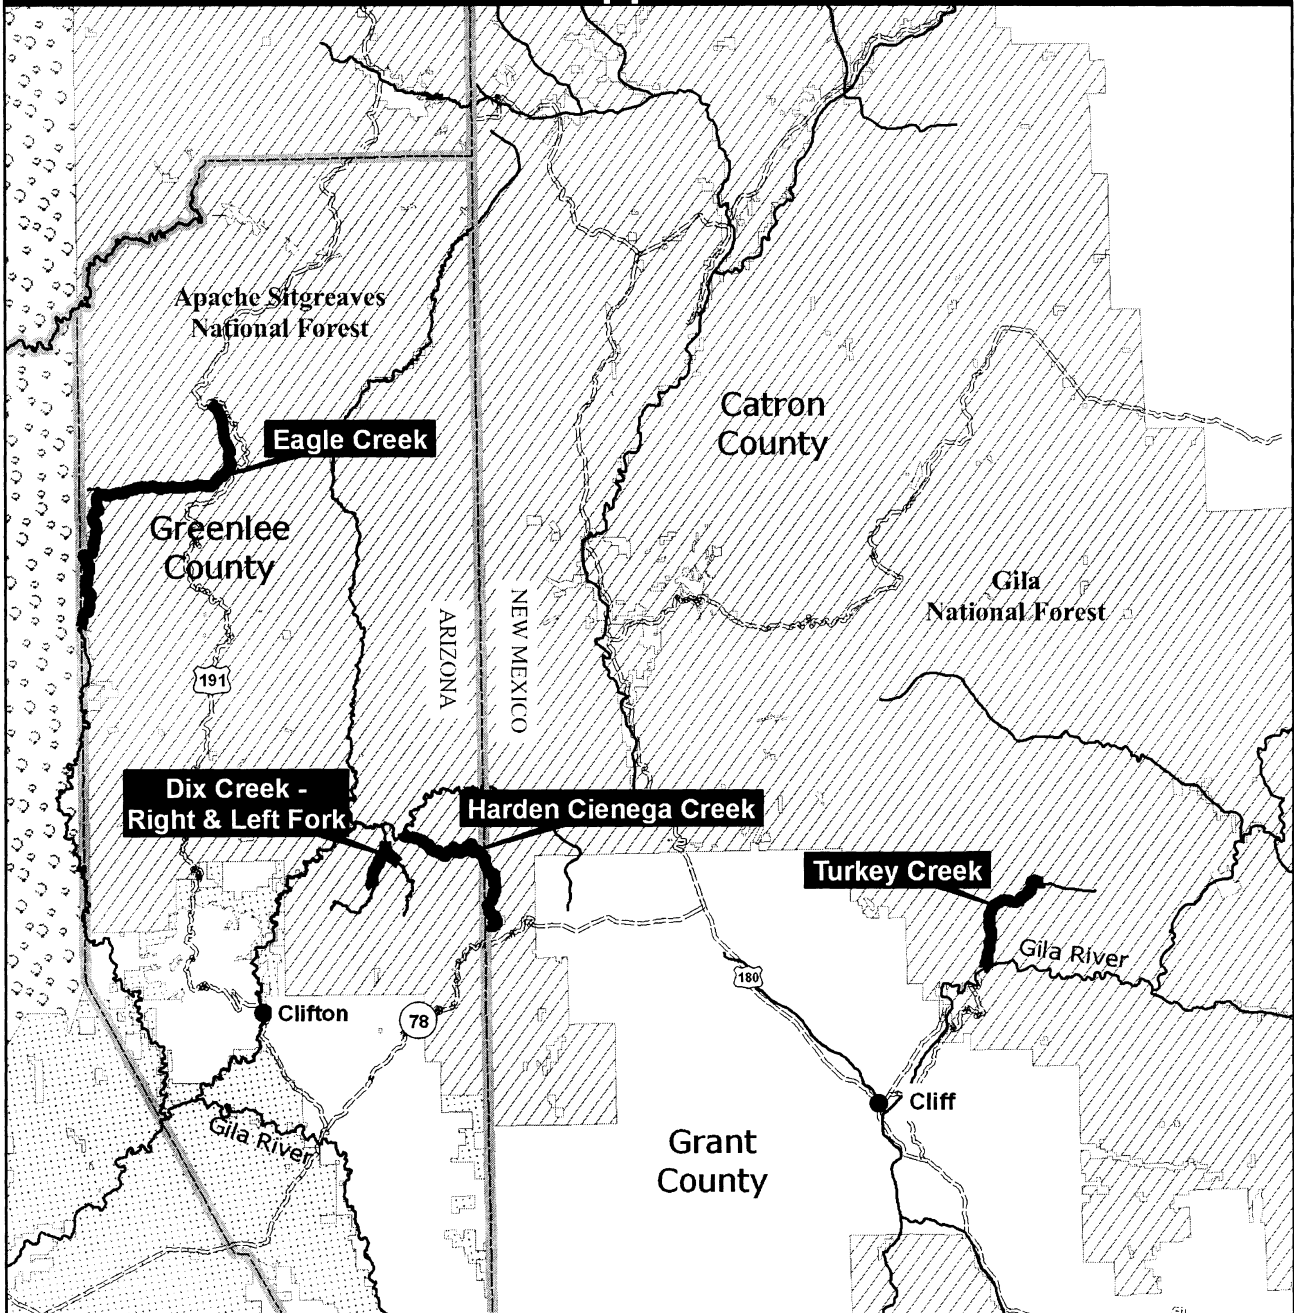 Apache Sitgreaves
National Forest
Catron
County
Eagle Creek
Greenlee
County
Gila
National Forest
ARIZONA
NEW MEXICO
191
Dix Creek -
Right & Left Fork
Harden Cienega Creek
Turkey Creek
Gila River
180
Clifton
78
Cliff
Gila River
Grant
County